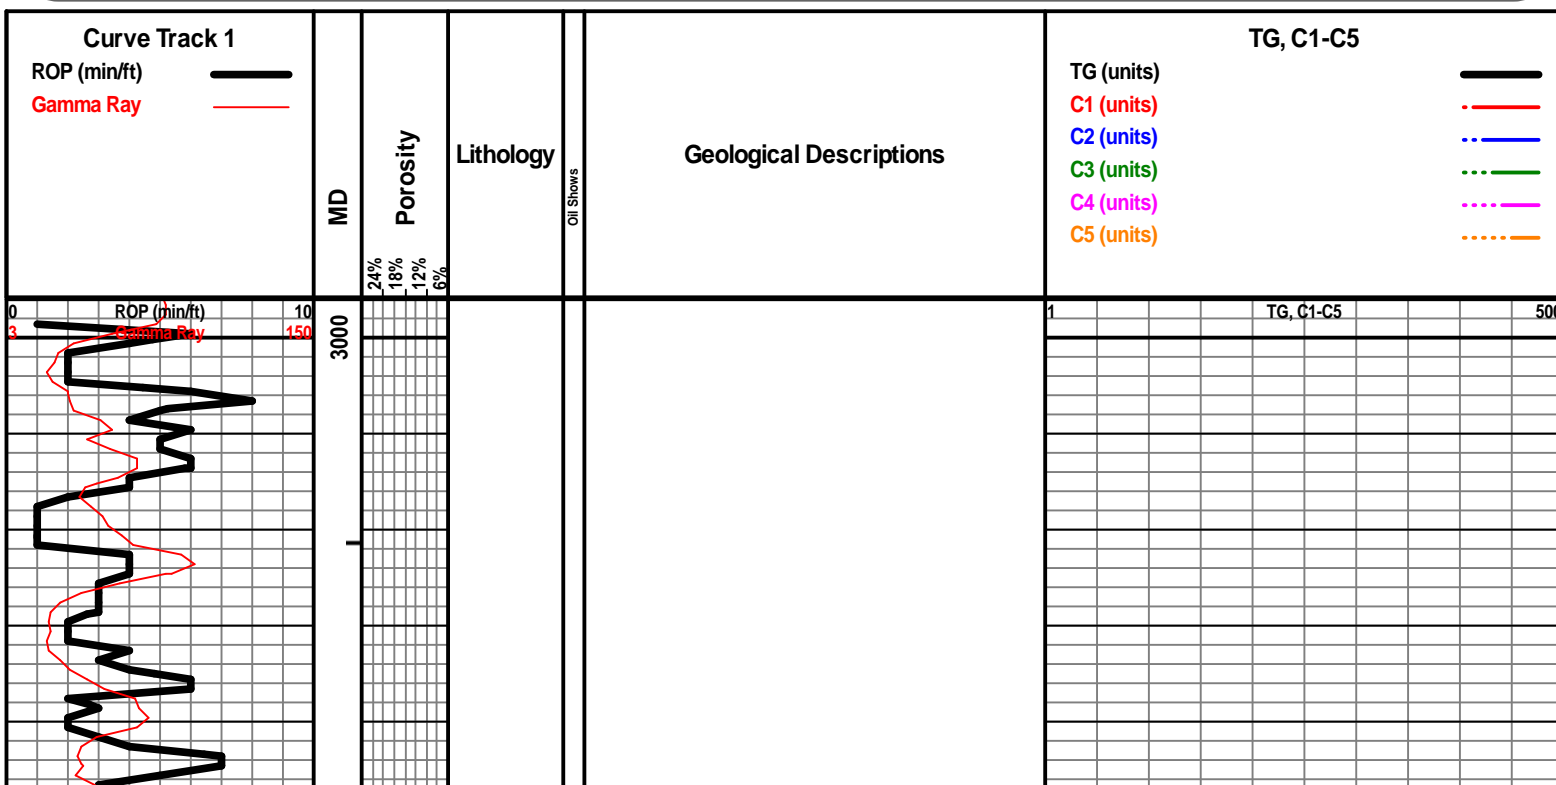 Curve Track 1
ROP (min/ft)
Gamma Ray
MD
Porosity
24%
18%
12%
6%
Lithology
Oil Shows
Geological Descriptions
TG, C1-C5
TG (units)
C1 (units)
C2 (units)
C3 (units)
C4 (units)
C5 (units)
0 ROP (min/ft) 10
3 Gamma Ray 150
3000
1 TG, C1-C5 500